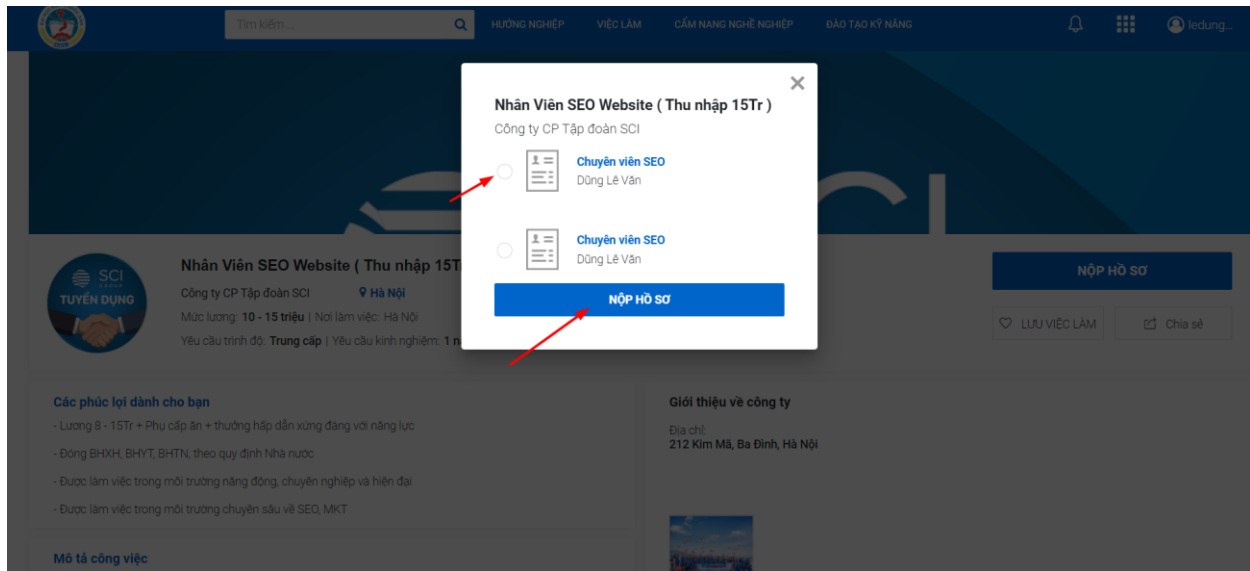 Tìm kiếm ...
HƯỚNG NGHIỆP
VIỆC LÀM
CẨM NANG NGHỀ NGHIỆP
ĐÀO TẠO KỸ NĂNG
ledung...
Nhân Viên SEO Website ( Thu nhập 15Tr )
Công ty CP Tập đoàn SCI
Chuyên viên SEO
Dũng Lê Văn
Chuyên viên SEO
Dũng Lê Văn
NỘP HỒ SƠ
CI
SCI
TUYỂN DỤNG
Nhân Viên SEO Website ( Thu nhập 15T
Công ty CP Tập đoàn SCI
Hà Nội
Mức lương: 10 - 15 triệu | Nơi làm việc: Hà Nội
Yêu cầu trình độ: Trung cấp | Yêu cầu kinh nghiệm: 1 n
NỘP HỒ SƠ
LƯU VIỆC LÀM
Chia sẻ
Các phúc lợi dành cho bạn
- Lương 8 - 15Tr + Phụ cấp ăn + thưởng hấp dẫn xứng đáng với năng lực
- Đóng BHXH, BHYT, BHTN, theo quy định Nhà nước
- Được làm việc trong môi trường năng động, chuyên nghiệp và hiện đại
- Được làm việc trong môi trường chuyên sâu về SEO, MKT
Mô tả công việc
Giới thiệu về công ty
Địa chỉ:
212 Kim Mã, Ba Đình, Hà Nội